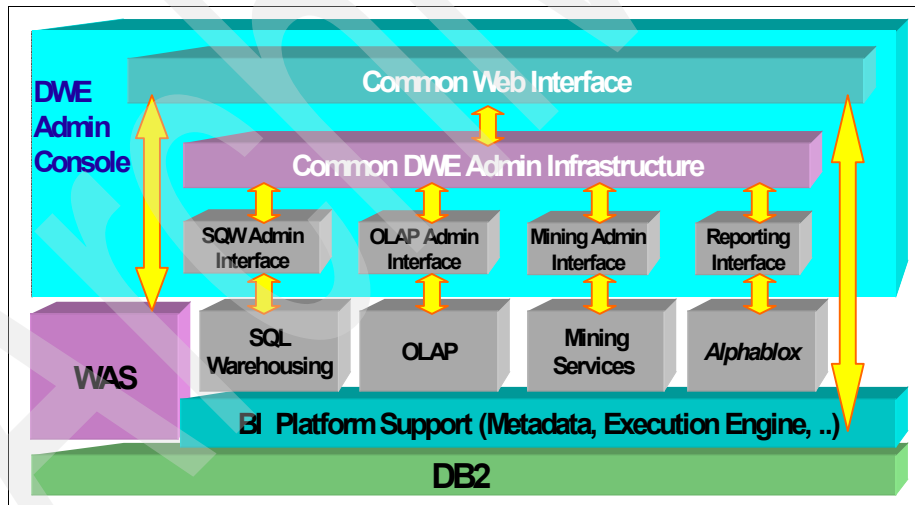 Common Web Interface
DWE
Admin
Console
Common DWE Admin Infrastructure
SQW Admin
Interface
OLAP Admin
Interface
Mining Admin
Interface
Reporting
Interface
WAS
SQL
Warehousing
OLAP
Mining
Services
Alphablox
BI Platform Support (Metadata, Execution Engine, ..)
DB2